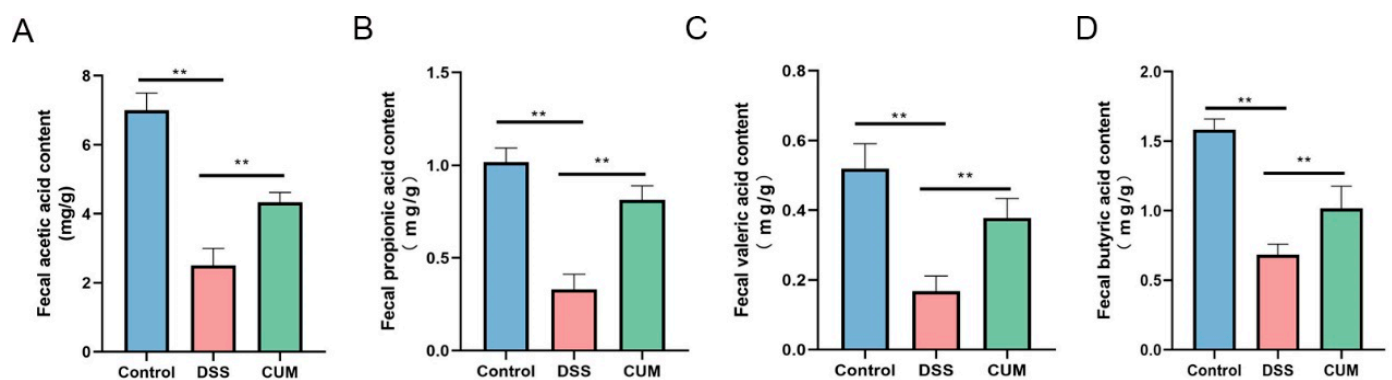 A
Fecal acetic acid content
(mg/g)
8
6
4
2
0
**
**
Control DSS CUM
B
Fecal propionic acid content
( mg/g)
1.5
1.0
0.5
0.0
**
**
Control DSS CUM
C
Fecal valeric acid content
( mg/g)
0.8
0.6
0.4
0.2
0.0
**
**
Control DSS CUM
D
Fecal butyric acid content
( mg/g)
2.0
1.5
1.0
0.5
0.0
**
**
Control DSS CUM